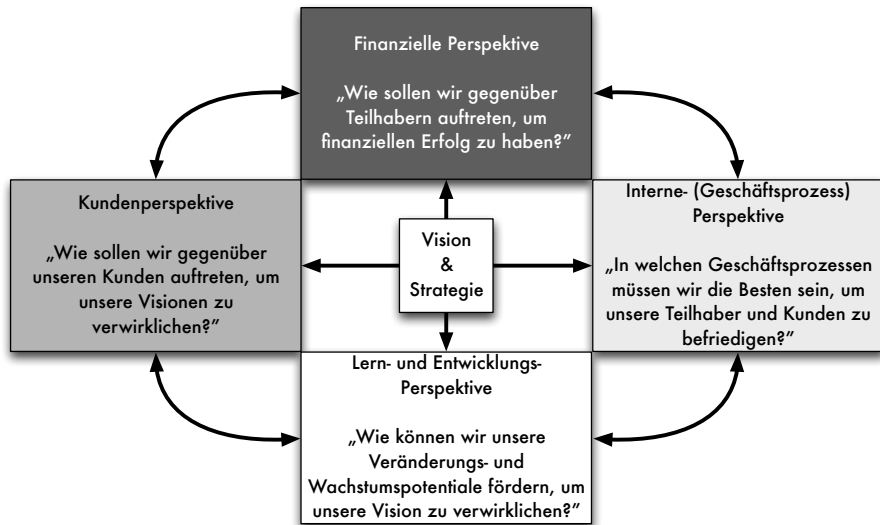 Finanzielle Perspektive
„Wie sollen wir gegenüber
Teilhabern auftreten, um
finanziellen Erfolg zu haben?”
Kundenperspektive
„Wie sollen wir gegenüber
unseren Kunden auftreten, um
unsere Visionen zu
verwirklichen?”
Vision
&
Strategie
Interne- (Geschäftsprozess)
Perspektive
„In welchen Geschäftsprozessen
müssen wir die Besten sein, um
unsere Teilhaber und Kunden zu
befriedigen?”
Lern- und Entwicklungs-
Perspektive
„Wie können wir unsere
Veränderungs- und
Wachstumspotentiale fördern, um
unsere Vision zu verwirklichen?”